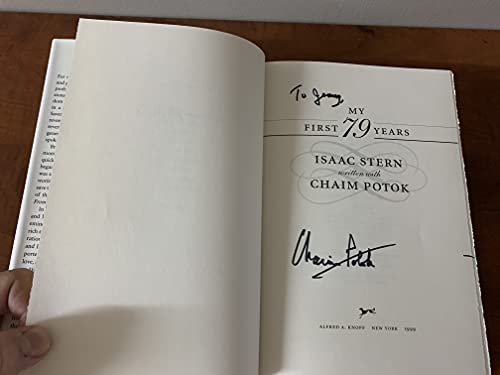 To Jerry
MY
FIRST 79 YEARS
ISAAC STERN
written with
CHAIM POTOK
Chaim Potok
ALFRED A. KNOPF NEW YORK 1999